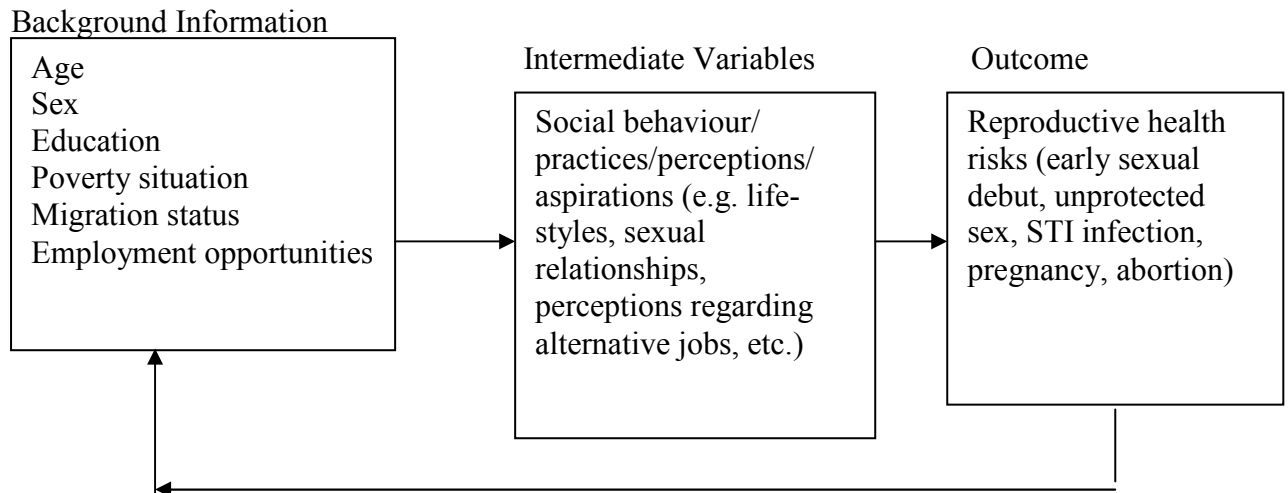 Background Information
Age
Sex
Education
Poverty situation
Migration status
Employment opportunities
Intermediate Variables
Social behaviour/
practices/perceptions/
aspirations (e.g. life-
styles, sexual
relationships,
perceptions regarding
alternative jobs, etc.)
Outcome
Reproductive health
risks (early sexual
debut, unprotected
sex, STI infection,
pregnancy, abortion)